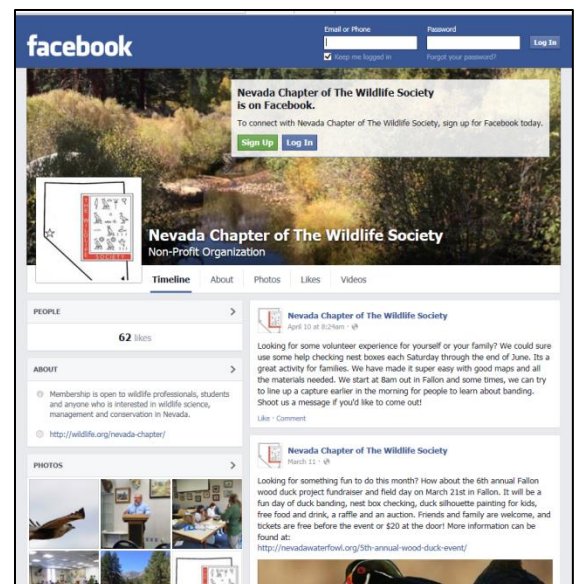 facebook
Email or Phone
Password
Log In
Keep me logged in
Forgot your password?
Nevada Chapter of The Wildlife Society
is on Facebook.
To connect with Nevada Chapter of The Wildlife Society, sign up for Facebook today.
Sign Up
Log In
THE WILDLIFE
SOCIETY
Nevada Chapter of The Wildlife Society
Non-Profit Organization
Timeline
About
Photos
Likes
Videos
PEOPLE
62 likes
ABOUT
Membership is open to wildlife professionals, students
and anyone who is interested in wildlife science,
management and conservation in Nevada.
http://wildlife.org/nevada-chapter/
PHOTOS
Nevada Chapter of The Wildlife Society
April 10 at 8:24am ·
Looking for some volunteer experience for yourself or your family? We could sure
use some help checking nest boxes each Saturday through the end of June. Its a
great activity for families. We have made it super easy with good maps and all
the materials needed. We start at 8am out in Fallon and some times, we can try
to line up a capture earlier in the morning for people to learn about banding.
Shoot us a message if you'd like to come out!
Like · Comment
Nevada Chapter of The Wildlife Society
March 11 ·
Looking for something fun to do this month? How about the 6th annual Fallon
wood duck project fundraiser and field day on March 21st in Fallon. It will be a
fun day of duck banding, nest box checking, duck silhouette painting for kids,
free food and drink, a raffle and an auction. Friends and family are welcome, and
tickets are free before the event or $20 at the door! More information can be
found at:
http://nevadawaterfowl.org/5th-annual-wood-duck-event/